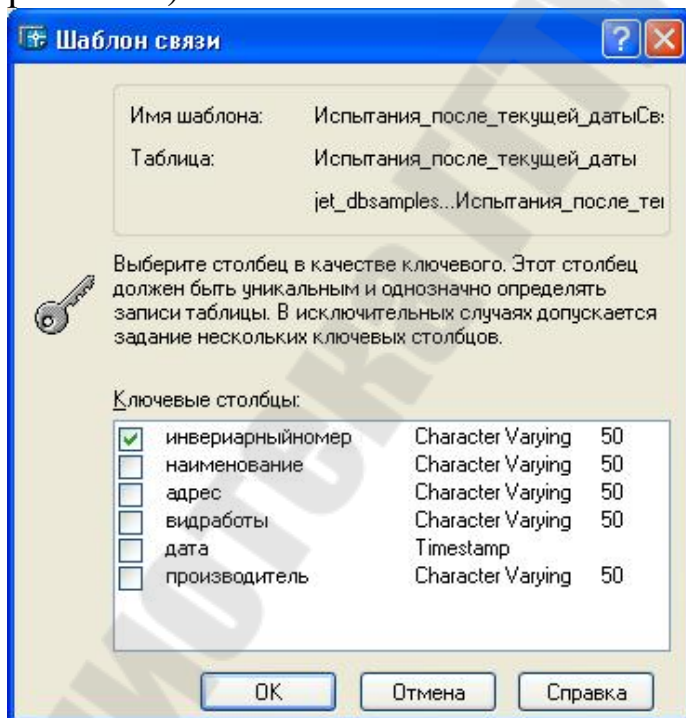 Шаблон связи
Имя шаблона: Испытания_после_текущей_датыСв
Таблица: Испытания_после_текущей_даты
jet_dbsamples...Испытания_после_те
Выберите столбец в качестве ключевого. Этот столбец
должен быть уникальным и однозначно определять
записи таблицы. В исключительных случаях допускается
задание нескольких ключевых столбцов.
Ключевые столбцы:
инвериарныйномер Character Varying 50
наименование Character Varying 50
адрес Character Varying 50
видработы Character Varying 50
дата Timestamp
производитель Character Varying 50
OK Отмена Справка